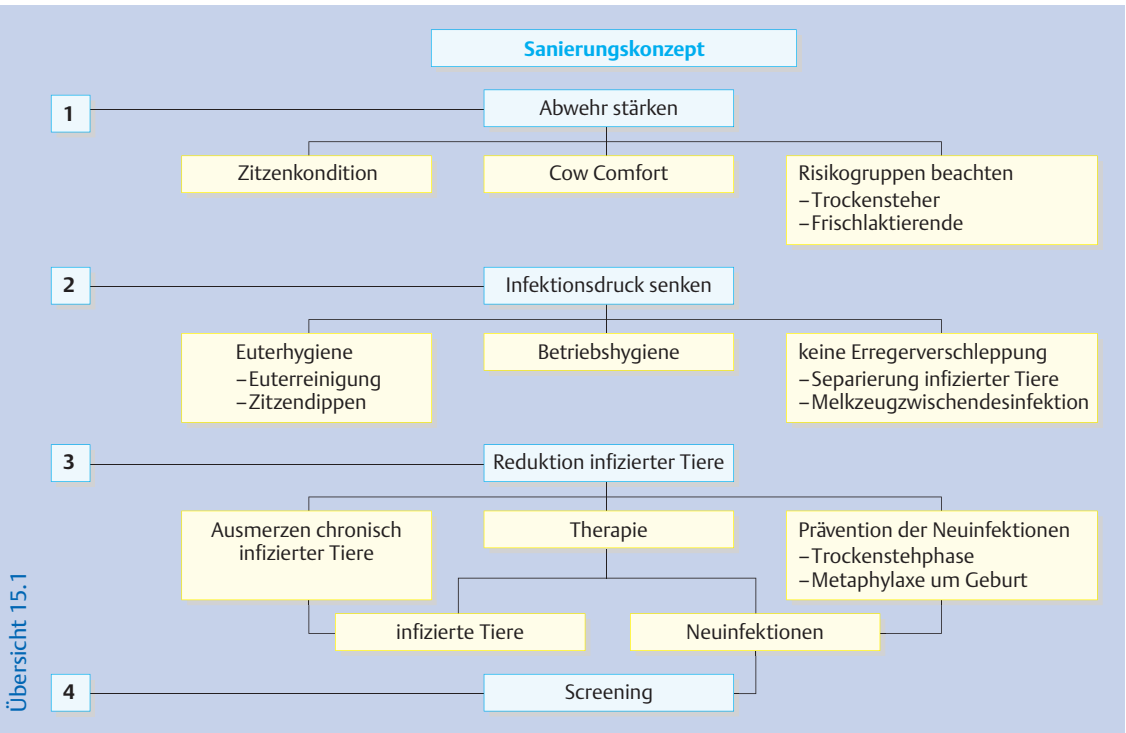 Sanierungskonzept
1
Abwehr stärken
Zitzenkondition
Cow Comfort
Risikogruppen beachten
–Trockensteher
–Frischlaktierende
2
Infektionsdruck senken
Euterhygiene
–Euterreinigung
–Zitzendippen
Betriebshygiene
keine Erregerverschleppung
–Separierung infizierter Tiere
–Melkzeugzwischendesinfektion
3
Reduktion infizierter Tiere
Ausmerzen chronisch
infizierter Tiere
Therapie
Prävention der Neuinfektionen
–Trockenstehphase
–Metaphylaxe um Geburt
infizierte Tiere
Neuinfektionen
4
Screening
Übersicht 15.1